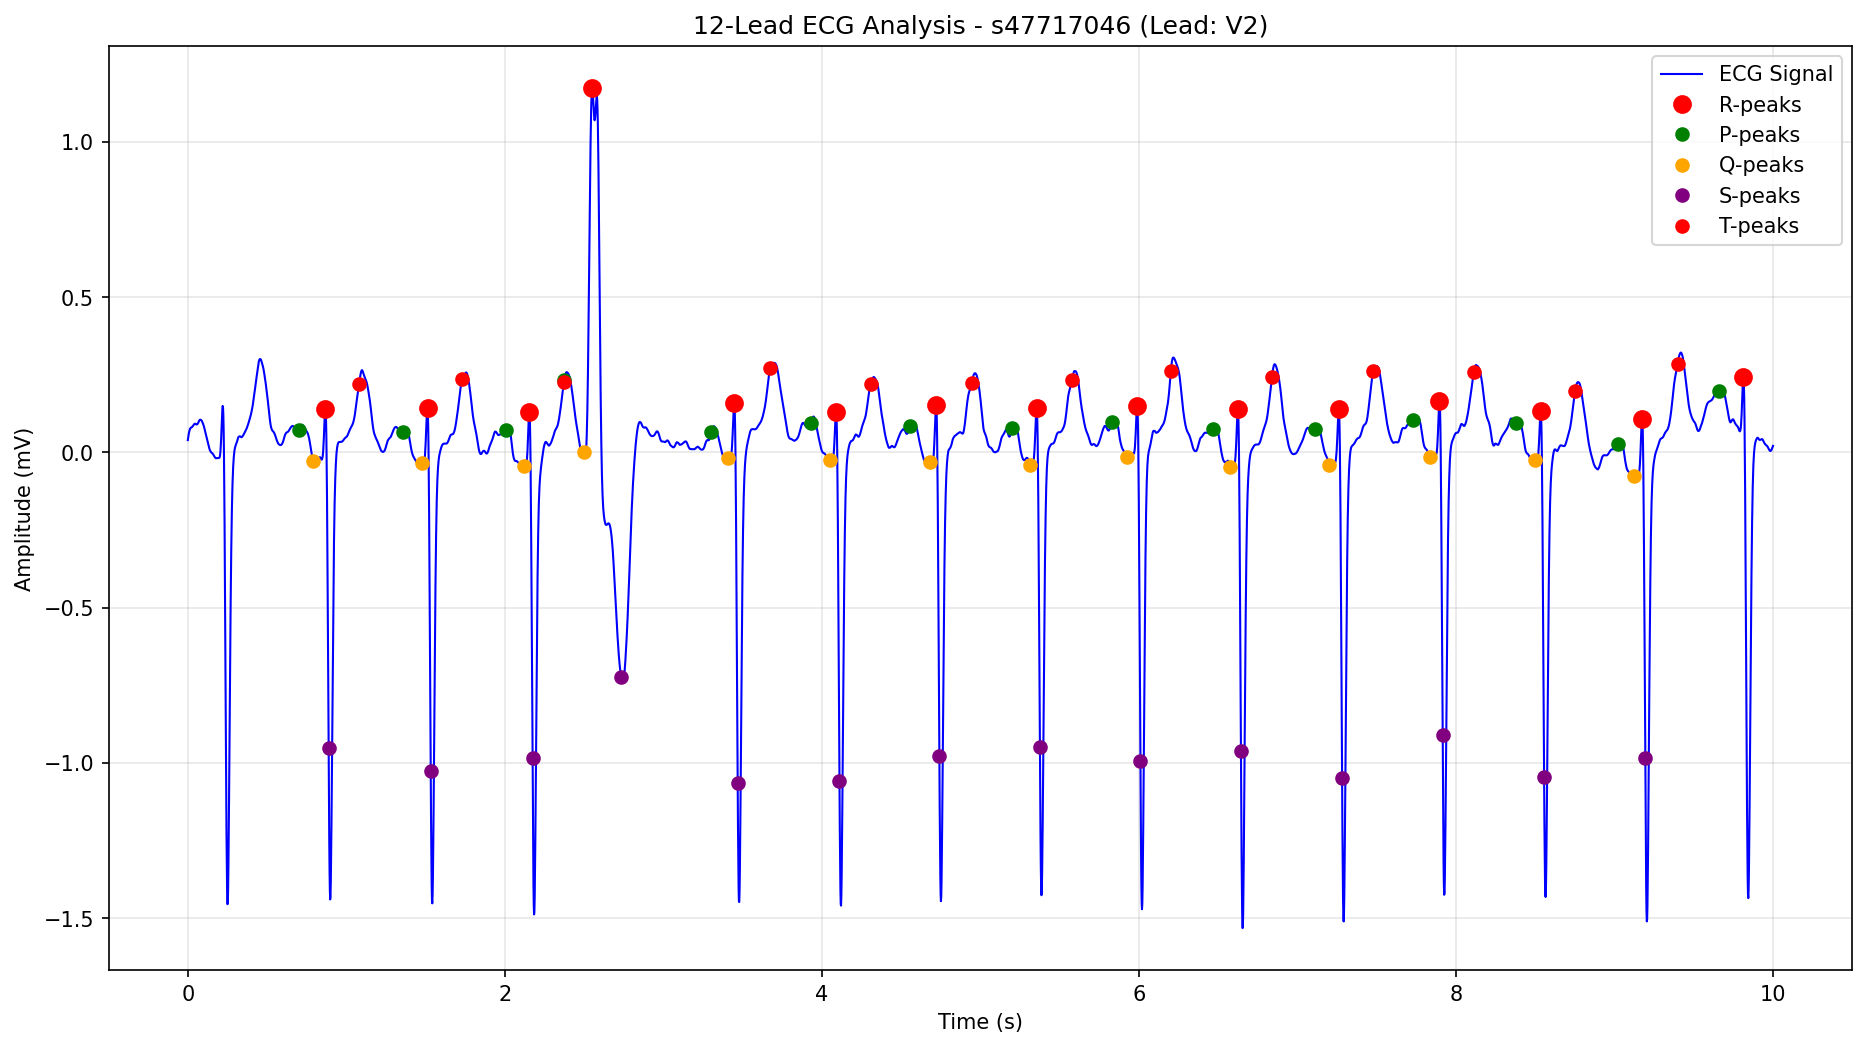 12-Lead ECG Analysis - s47717046 (Lead: V2)
ECG Signal
R-peaks
P-peaks
Q-peaks
S-peaks
T-peaks
Amplitude (mV)
1.0
0.5
0.0
−0.5
−1.0
−1.5
0 2 4 6 8 10
Time (s)